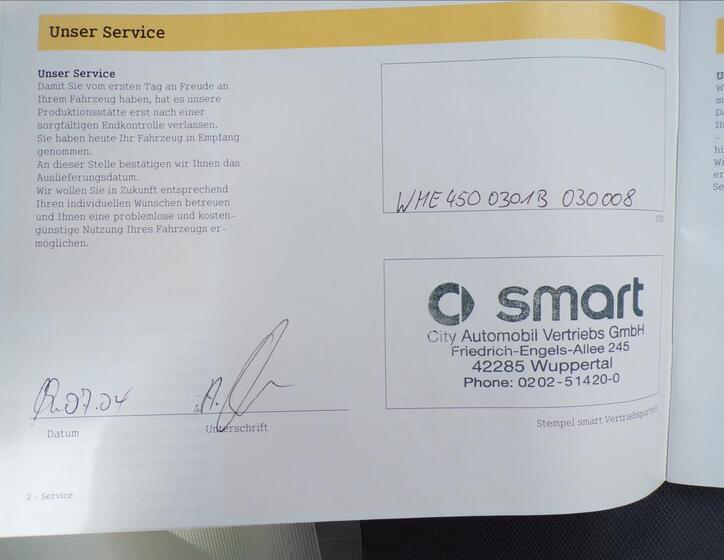 Unser Service
Unser Service
Damit Sie vom ersten Tag an Freude an
Ihrem Fahrzeug haben, hat es unsere
Produktionsstätte erst nach einer
sorgfältigen Endkontrolle verlassen.
Sie haben heute Ihr Fahrzeug in Empfang
genommen.
An dieser Stelle bestätigen wir Ihnen das
Auslieferungsdatum.
Wir wollen Sie in Zukunft entsprechend
Ihren individuellen Wünschen betreuen
und Ihnen eine problemlose und kosten-
günstige Nutzung Ihres Fahrzeugs er-
möglichen.
WME 450 0301B 030008
smart
City Automobil Vertriebs GmbH
Friedrich-Engels-Allee 245
42285 Wuppertal
Phone: 0202-51420-0
Stempel smart Vertriebspartner
Datum
Unterschrift
2 - Service